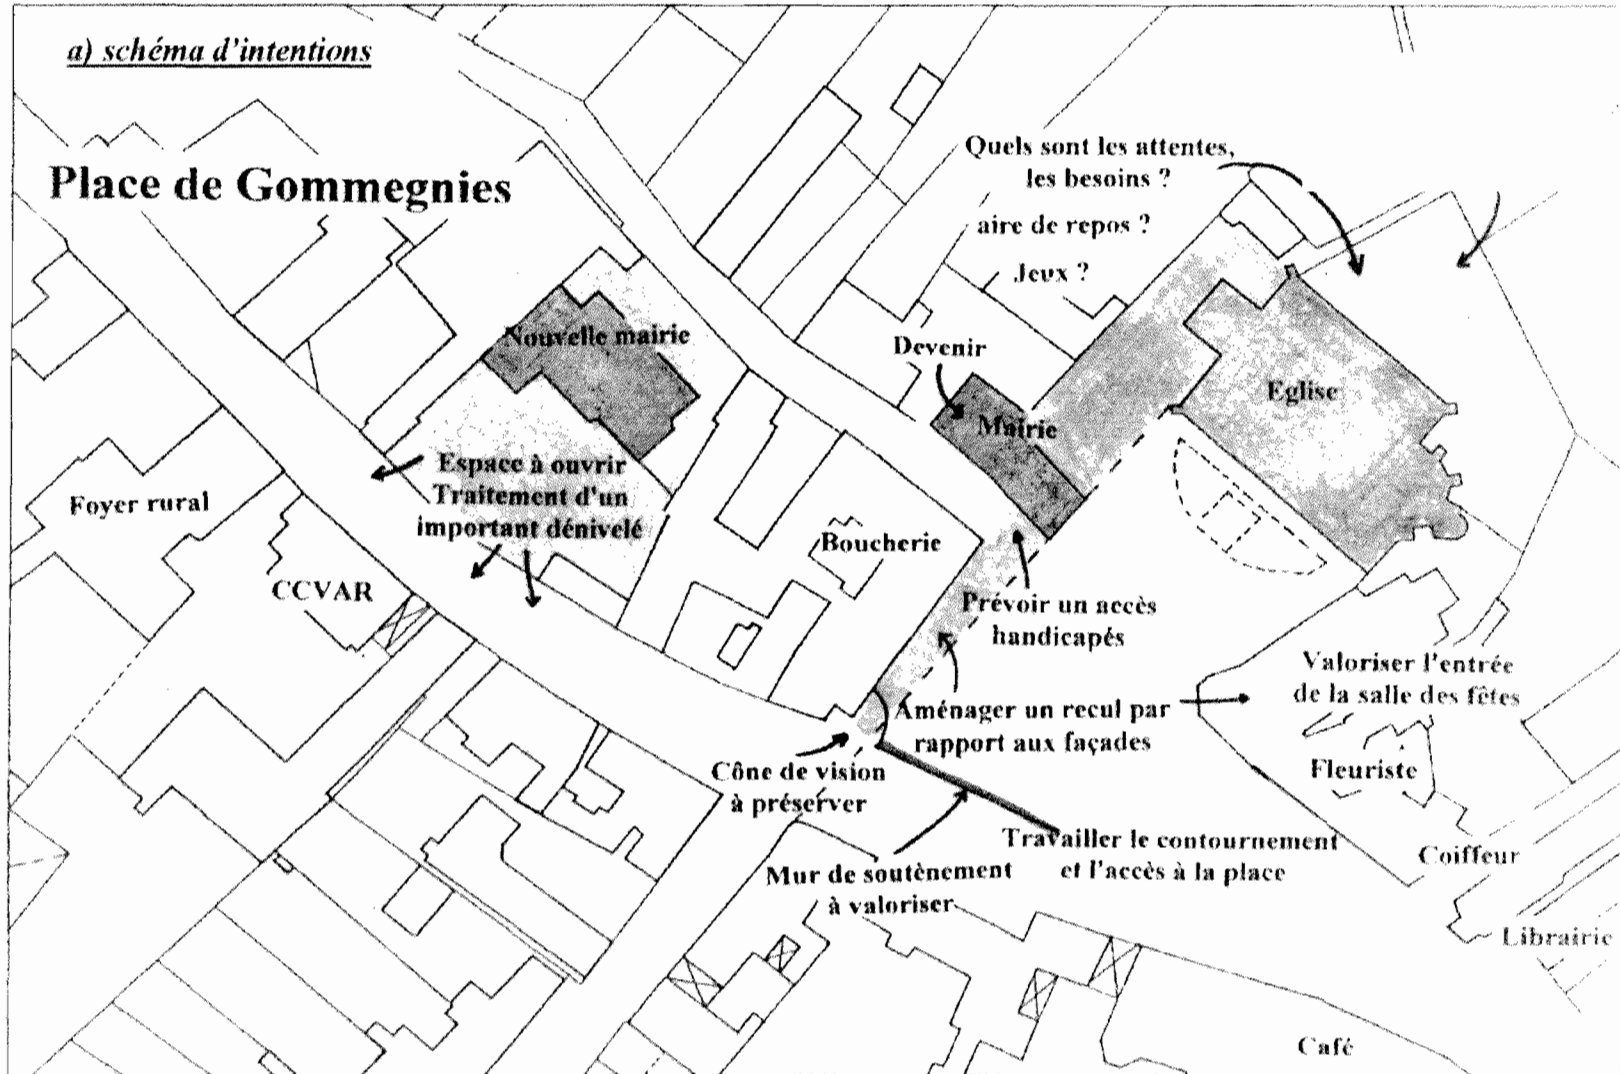 a) schéma d'intentions
Place de Gommegnies
Quels sont les attentes,
les besoins ?
aire de repos ?
Jeux ?
Nouvelle mairie
Devenir
Mairie
Eglise
Espace à ouvrir
Traitement d'un
important dénivelé
Foyer rural
CCVAR
Boucherie
Prévoir un accès
handicapés
Valoriser l'entrée
de la salle des fêtes
Aménager un recul par
rapport aux façades
Fleuriste
Cône de vision
à préserver
Travailler le contournement
et l'accès à la place
Mur de soutènement
à valoriser
Coiffeur
Librairie
Café